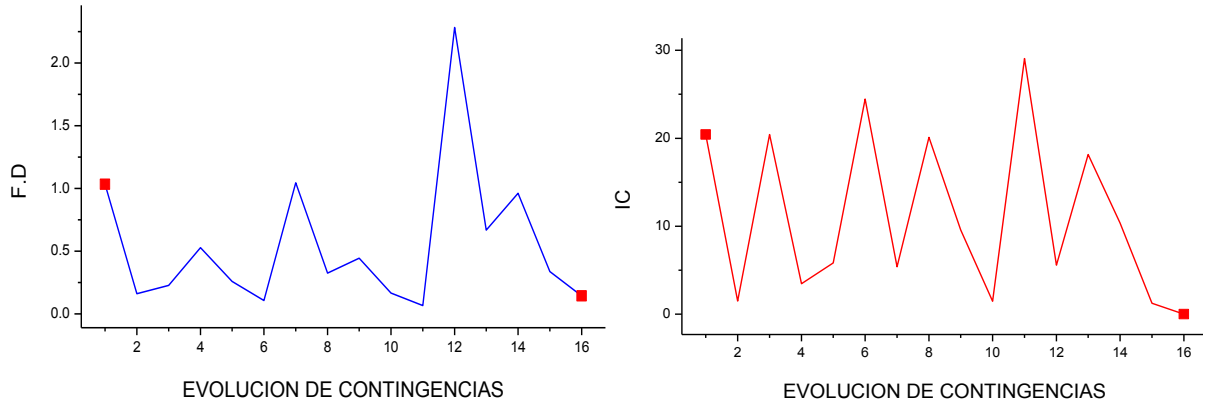 2.0
1.5
1.0
0.5
0.0
F.D
2 4 6 8 10 12 14 16
EVOLUCION DE CONTINGENCIAS
30
20
10
0
IC
2 4 6 8 10 12 14 16
EVOLUCION DE CONTINGENCIAS